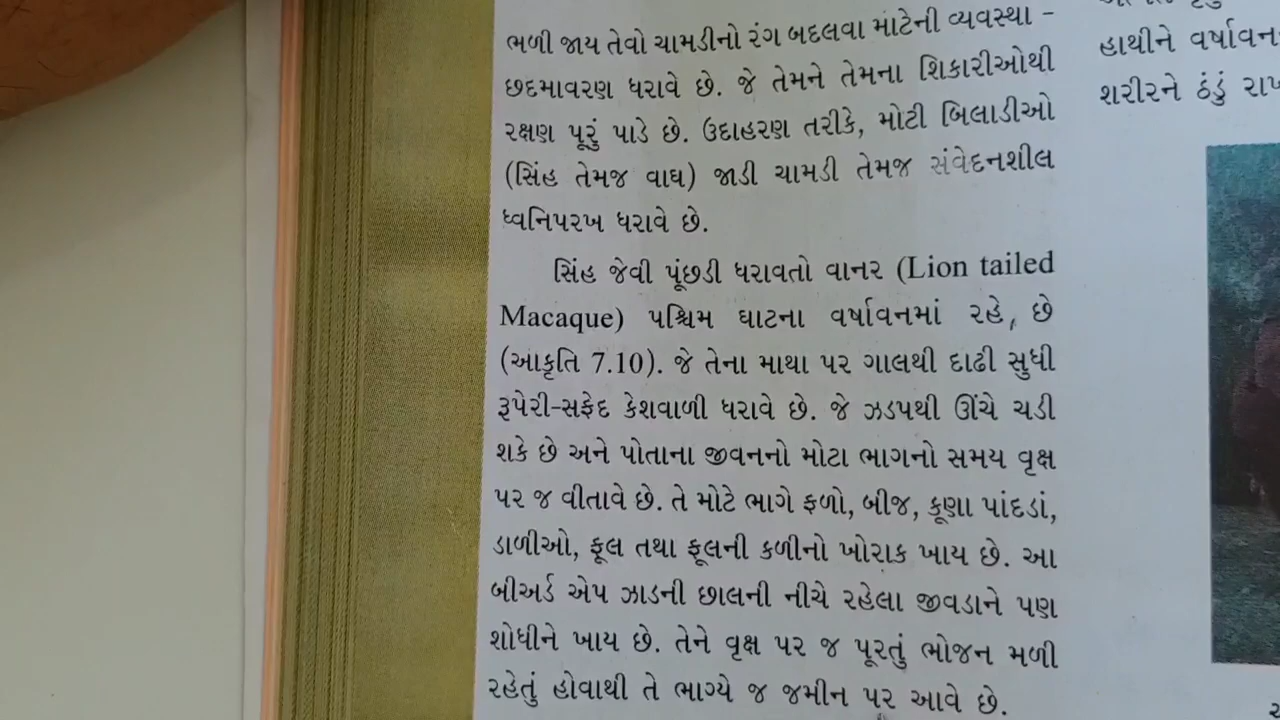 ભળી જાય તેવો ચામડીનો રંગ બદલવા માટેની વ્યવસ્થા -
છદમાવરણ ધરાવે છે. જે તેમને તેમના શિકારીઓથી
રક્ષણ પૂરું પાડે છે. ઉદાહરણ તરીકે, મોટી બિલાડીઓ
(સિંહ તેમજ વાઘ) જાડી ચામડી તેમજ સંવેદનશીલ
ધ્વનિપરખ ધરાવે છે.
સિંહ જેવી પૂંછડી ધરાવતો વાનર (Lion tailed
Macaque) પશ્ચિમ ઘાટના વર્ષાવનમાં રહે, છે
(આકૃતિ 7.10). જે તેના માથા પર ગાલથી દાઢી સુધી
રૂપેરી-સફેદ કેશવાળી ધરાવે છે. જે ઝડપથી ઊંચે ચડી
શકે છે અને પોતાના જીવનનો મોટા ભાગનો સમય વૃક્ષ
પર જ વીતાવે છે. તે મોટે ભાગે ફળો, બીજ, કૂણા પાંદડાં,
ડાળીઓ, ફૂલ તથા ફૂલની કળીનો ખોરાક ખાય છે. આ
બીઅર્ડ એપ ઝાડની છાલની નીચે રહેલા જીવડાને પણ
શોધીને ખાય છે. તેને વૃક્ષ પર જ પૂરતું ભોજન મળી
રહેતું હોવાથી તે ભાગ્યે જ જમીન પર આવે છે.
હાથીને વર્ષાવન
શરીરને ઠંડું